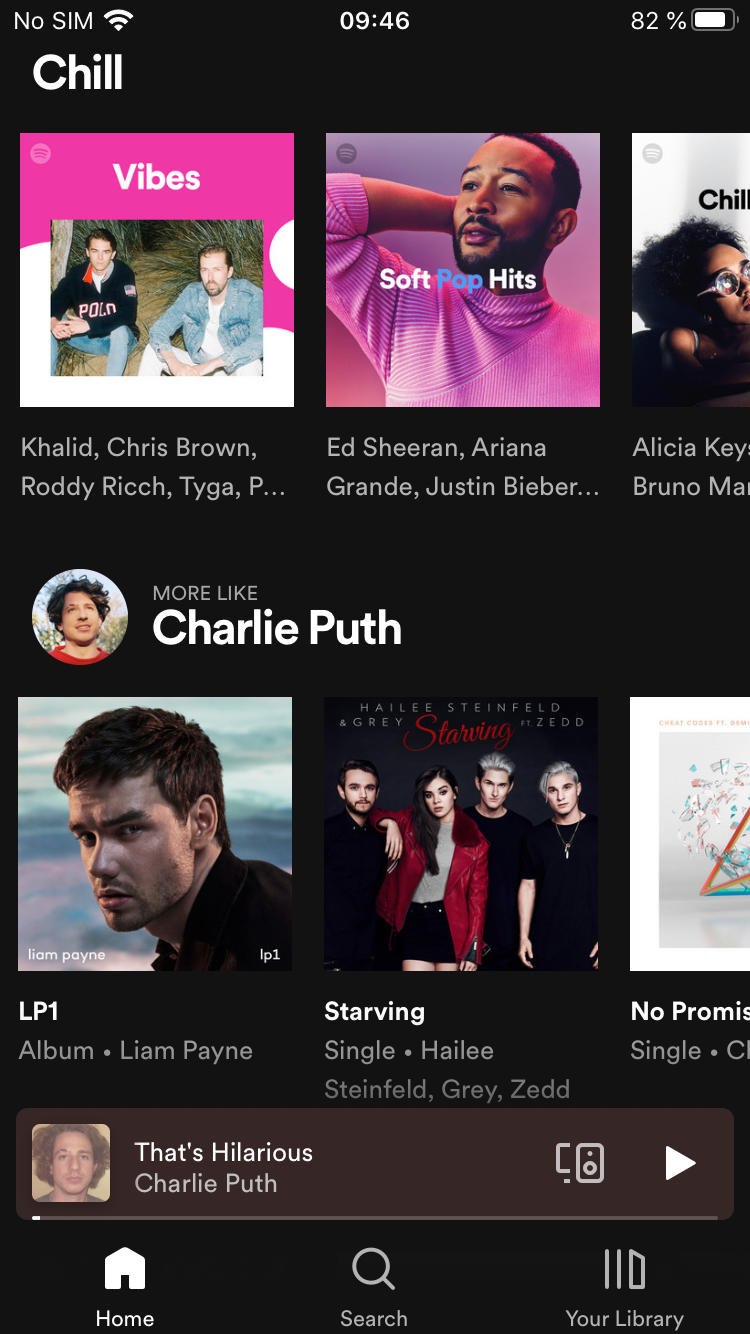 No SIM 09:46 82 %
Chill
Vibes
POLO
Soft Pop Hits
Chill
Khalid, Chris Brown,
Roddy Ricch, Tyga, P...
Ed Sheeran, Ariana
Grande, Justin Bieber...
Alicia Keys
Bruno Mar
MORE LIKE
Charlie Puth
liam payne lp1
HAILEE STEINFELD
& GREY Starving FT. ZEDD
CHEAT CODES FT. DEMI
LP1
Album • Liam Payne
Starving
Single • Hailee
Steinfeld, Grey, Zedd
No Promis
Single • Ch
That's Hilarious
Charlie Puth
Home
Search
Your Library